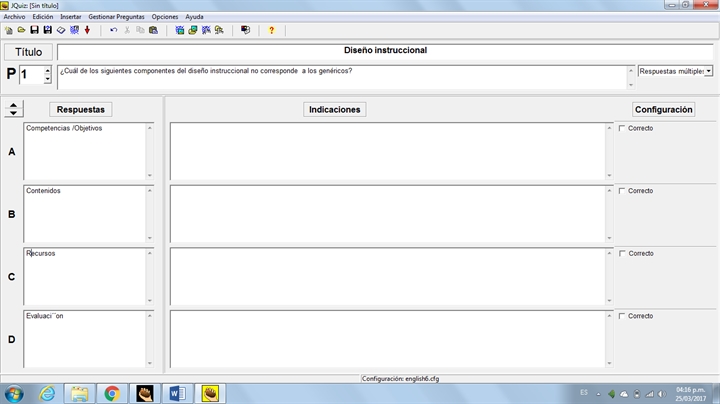 JQuiz: [Sin título]
Archivo Edición Insertar Gestionar Preguntas Opciones Ayuda
Título
Diseño instruccional
P 1
¿Cuál de los siguientes componentes del diseño instruccional no corresponde a los genéricos?
Respuestas múltiples
Respuestas Indicaciones Configuración
A
Competencias /Objetivos
Correcto
B
Contenidos
Correcto
C
Recursos
Correcto
D
Evaluaci¨on
Correcto
Configuración: english6.cfg
ES
04:16 p.m.
25/03/2017